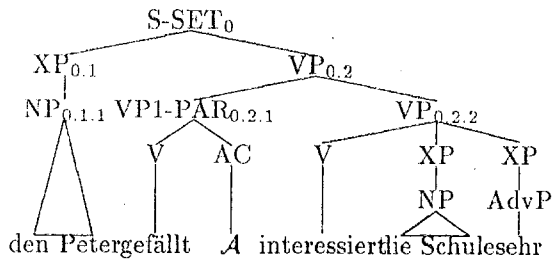 S-SET₀
XP₀.₁ VP₀.₂
NP₀.₁.₁ VP1-PAR₀.₂.₁ VP₀.₂.₂
V AC V XP XP
NP AdvP
den Petergefällt 𝒜 interessiertlie Schulesehr